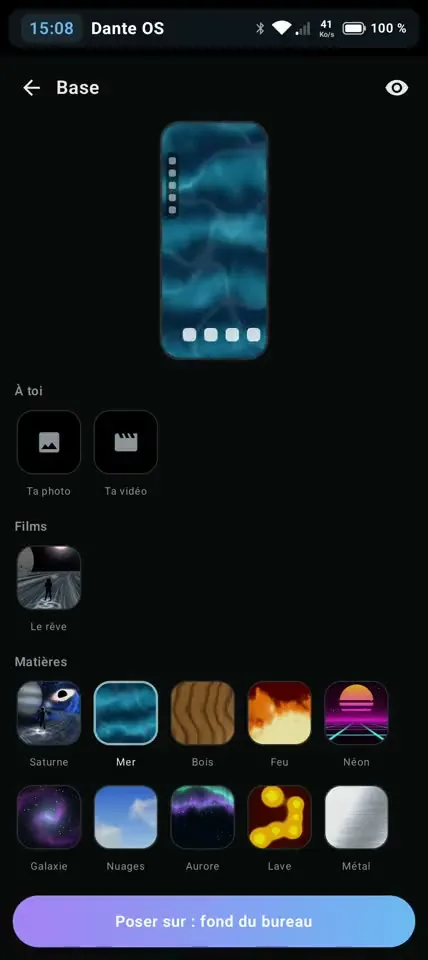 15:08 Dante OS 41 Ko/s 100 %
Base
À toi
Ta photo Ta vidéo
Films
Le rêve
Matières
Saturne Mer Bois Feu Néon
Galaxie Nuages Aurore Lave Métal
Poser sur : fond du bureau